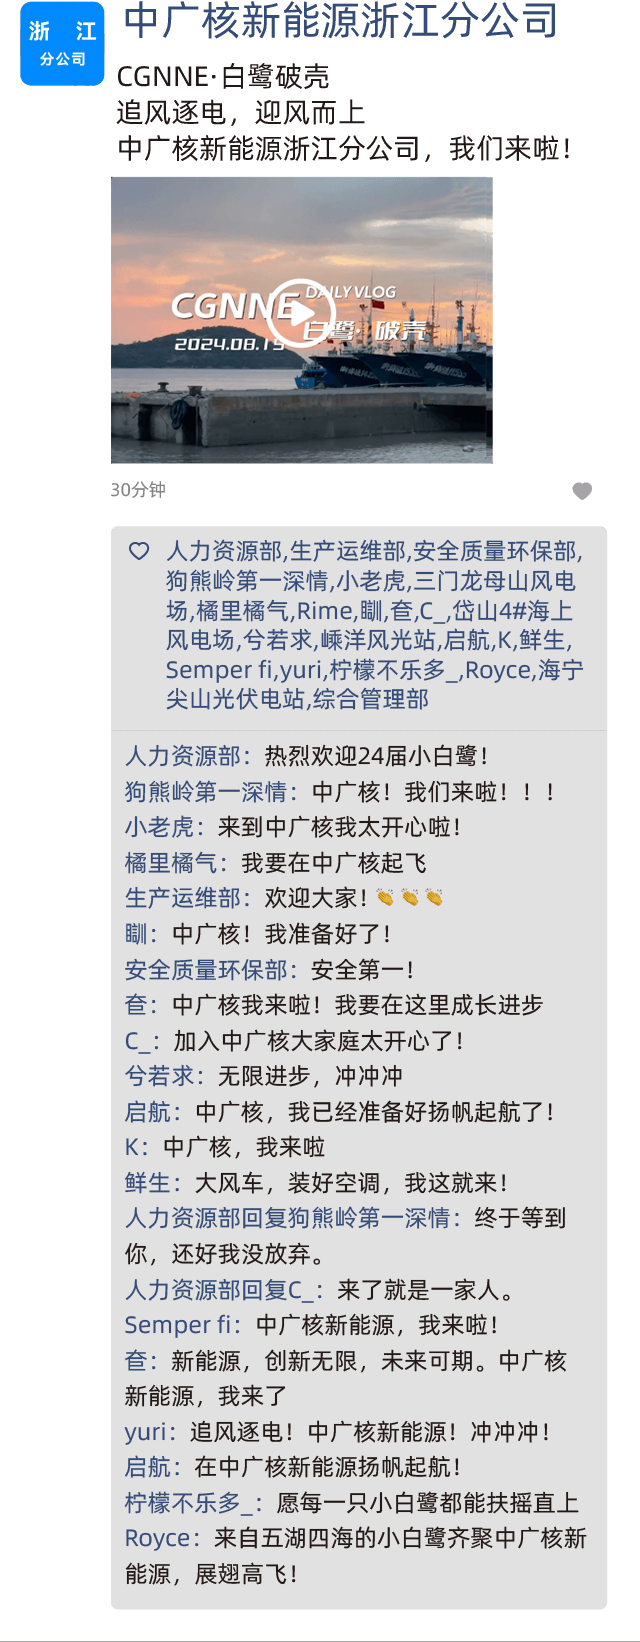 浙 江
分公司
中广核新能源浙江分公司
CGNNE·白鹭破壳
追风逐电，迎风而上
中广核新能源浙江分公司，我们来啦！
CGNNE
DAILY VLOG
白鹭·破壳
2024.08.19
30分钟
人力资源部,生产运维部,安全质量环保部,
狗熊岭第一深情,小老虎,三门龙母山风电
场,橘里橘气,Rime,瞓,奆,C_,岱山4#海上
风电场,兮若求,嵊洋风光站,启航,K,鲜生,
Semper fi,yuri,柠檬不乐多_,Royce,海宁
尖山光伏电站,综合管理部
人力资源部：热烈欢迎24届小白鹭！
狗熊岭第一深情：中广核！我们来啦！！！
小老虎：来到中广核我太开心啦！
橘里橘气：我要在中广核起飞
生产运维部：欢迎大家！👏👏👏
瞓：中广核！我准备好了！
安全质量环保部：安全第一！
奆：中广核我来啦！我要在这里成长进步
C_：加入中广核大家庭太开心了！
兮若求：无限进步，冲冲冲
启航：中广核，我已经准备好扬帆起航了！
K：中广核，我来啦
鲜生：大风车，装好空调，我这就来！
人力资源部回复狗熊岭第一深情：终于等到
你，还好我没放弃。
人力资源部回复C_：来了就是一家人。
Semper fi：中广核新能源，我来啦！
奆：新能源，创新无限，未来可期。中广核
新能源，我来了
yuri：追风逐电！中广核新能源！冲冲冲！
启航：在中广核新能源扬帆起航！
柠檬不乐多_：愿每一只小白鹭都能扶摇直上
Royce：来自五湖四海的小白鹭齐聚中广核新
能源，展翅高飞！